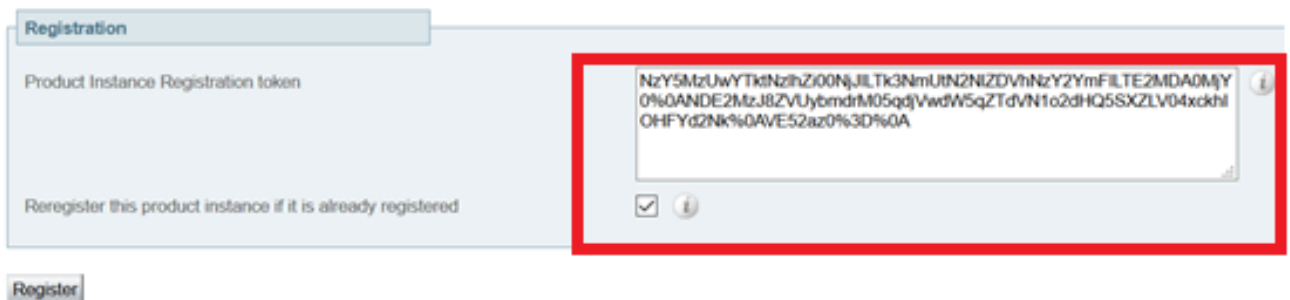 Registration
Product Instance Registration token
NzY5MzUwYTktNzlhZi00NjJlLTk3NmUtN2NlZDVhNzY2YmFlLTE2MDA0MjY
0%0ANDE2MzJ8ZVUybmdrM05qdjVwdW5qZTdVN1o2dHQ5SXZLV04xckhl
OHFYd2Nk%0AVE52az0%3D%0A
Reregister this product instance if it is already registered
Register